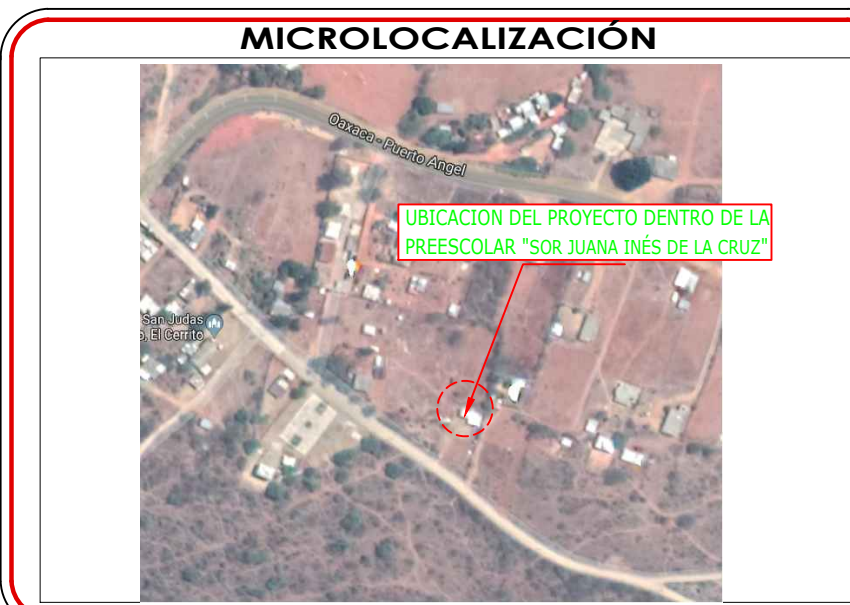 MICROLOCALIZACIÓN
Oaxaca - Puerto Angel
UBICACION DEL PROYECTO DENTRO DE LA
PREESCOLAR "SOR JUANA INÉS DE LA CRUZ"
San Judas
o, El Cerrito